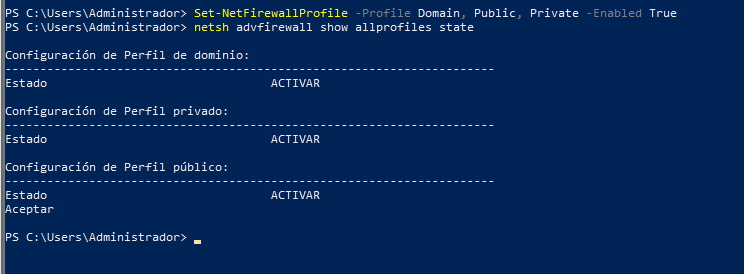 PS C:\Users\Administrador> Set-NetFirewallProfile -Profile Domain, Public, Private -Enabled True
PS C:\Users\Administrador> netsh advfirewall show allprofiles state
Configuración de Perfil de dominio:
----------------------------------------------------------------------
Estado                                ACTIVAR
Configuración de Perfil privado:
----------------------------------------------------------------------
Estado                                ACTIVAR
Configuración de Perfil público:
----------------------------------------------------------------------
Estado                                ACTIVAR
Aceptar
PS C:\Users\Administrador>